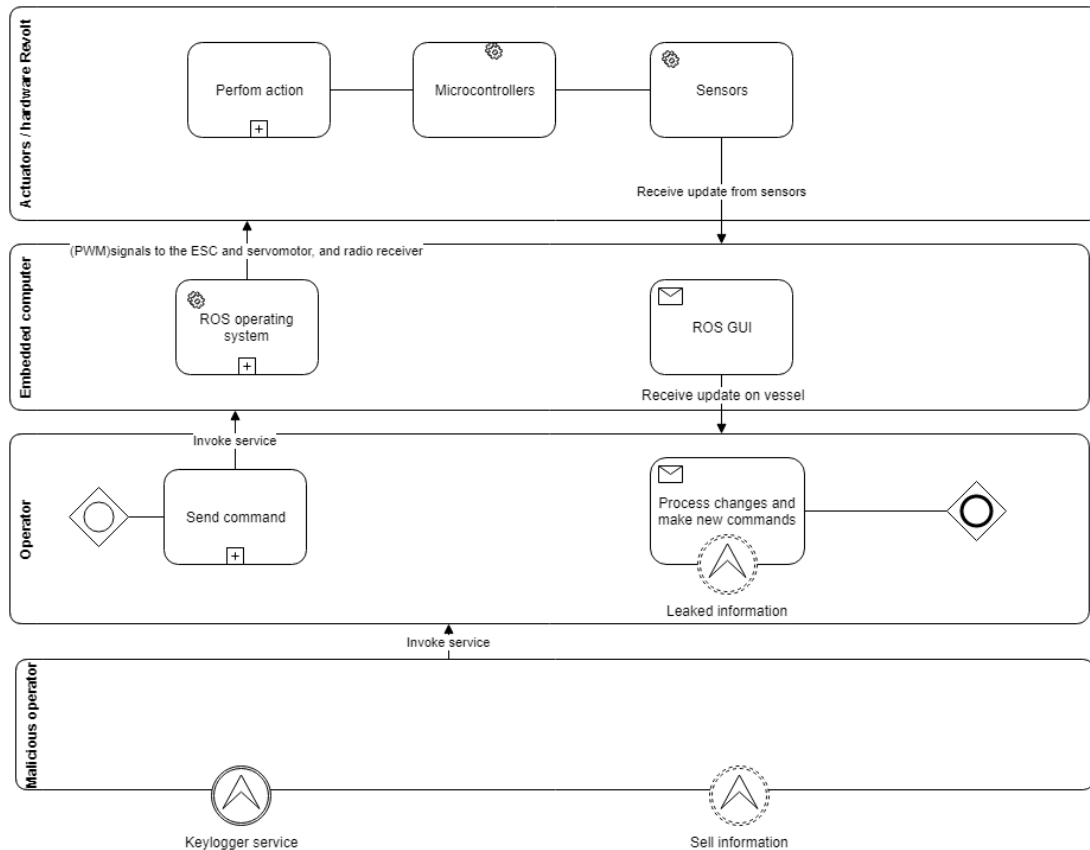 Actuators / hardware Revolt
Perfom action
Microcontrollers
Sensors
Receive update from sensors
(PWM)signals to the ESC and servomotor, and radio receiver
Embedded computer
ROS operating
system
ROS GUI
Receive update on vessel
Invoke service
Operator
Send command
Process changes and
make new commands
Leaked information
Invoke service
Malicious operator
Keylogger service
Sell information